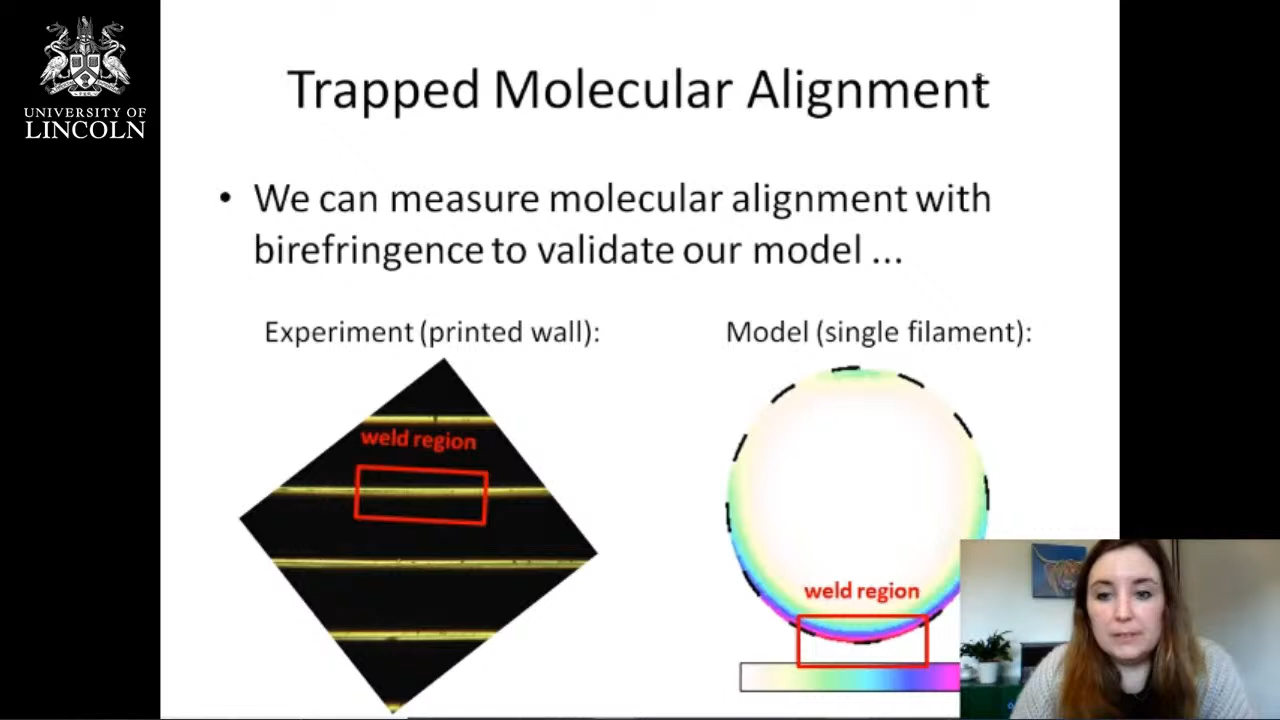 UNIVERSITY OF
LINCOLN
Trapped Molecular Alignment
• We can measure molecular alignment with
birefringence to validate our model ...
Experiment (printed wall):
Model (single filament):
weld region
weld region